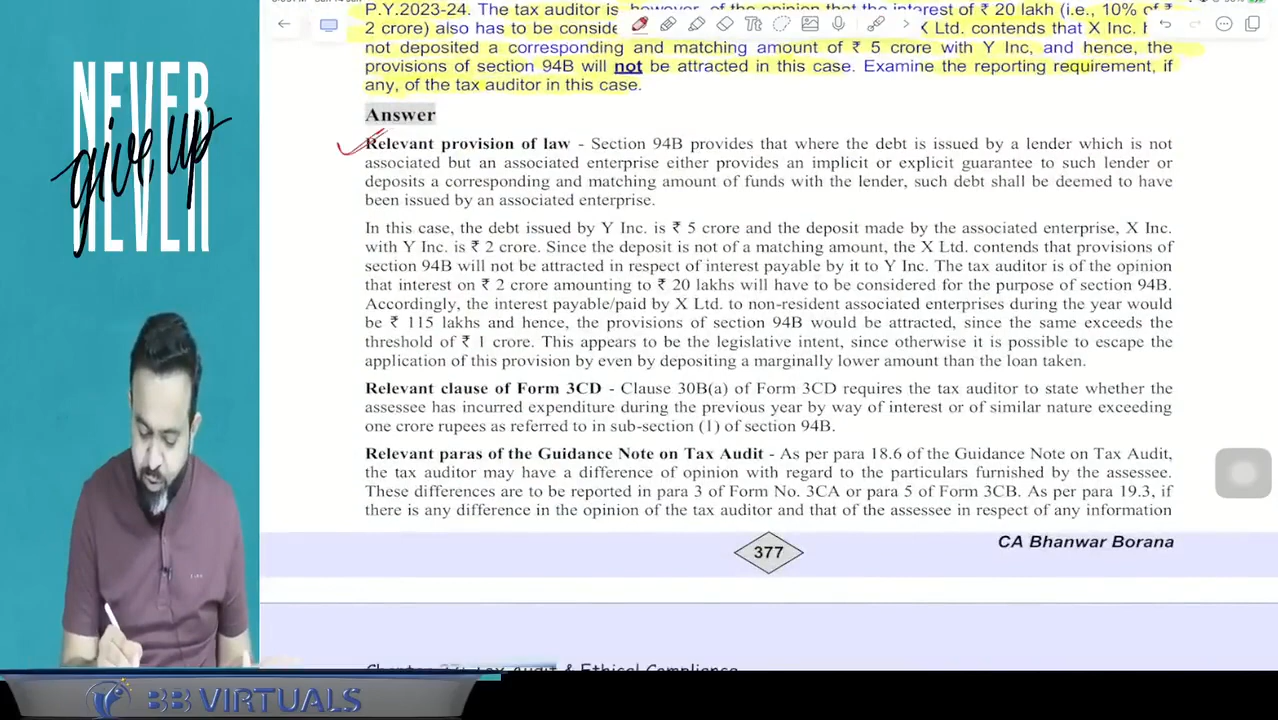 P.Y.2023-24. The tax auditor is, however, of the opinion that the interest of ₹ 20 lakh (i.e., 10% of ₹
2 crore) also has to be conside X Ltd. contends that X Inc.
not deposited a corresponding and matching amount of ₹ 5 crore with Y Inc, and hence, the
provisions of section 94B will not be attracted in this case. Examine the reporting requirement, if
any, of the tax auditor in this case.
Answer
Relevant provision of law - Section 94B provides that where the debt is issued by a lender which is not
associated but an associated enterprise either provides an implicit or explicit guarantee to such lender or
deposits a corresponding and matching amount of funds with the lender, such debt shall be deemed to have
been issued by an associated enterprise.
In this case, the debt issued by Y Inc. is ₹ 5 crore and the deposit made by the associated enterprise, X Inc.
with Y Inc. is ₹ 2 crore. Since the deposit is not of a matching amount, the X Ltd. contends that provisions of
section 94B will not be attracted in respect of interest payable by it to Y Inc. The tax auditor is of the opinion
that interest on ₹ 2 crore amounting to ₹ 20 lakhs will have to be considered for the purpose of section 94B.
Accordingly, the interest payable/paid by X Ltd. to non-resident associated enterprises during the year would
be ₹ 115 lakhs and hence, the provisions of section 94B would be attracted, since the same exceeds the
threshold of ₹ 1 crore. This appears to be the legislative intent, since otherwise it is possible to escape the
application of this provision by even by depositing a marginally lower amount than the loan taken.
Relevant clause of Form 3CD - Clause 30B(a) of Form 3CD requires the tax auditor to state whether the
assessee has incurred expenditure during the previous year by way of interest or of similar nature exceeding
one crore rupees as referred to in sub-section (1) of section 94B.
Relevant paras of the Guidance Note on Tax Audit - As per para 18.6 of the Guidance Note on Tax Audit,
the tax auditor may have a difference of opinion with regard to the particulars furnished by the assessee.
These differences are to be reported in para 3 of Form No. 3CA or para 5 of Form 3CB. As per para 19.3, if
there is any difference in the opinion of the tax auditor and that of the assessee in respect of any information
377
CA Bhanwar Borana
& Ethical Compliance
NEVER
give up
NEVER
BB VIRTUALS